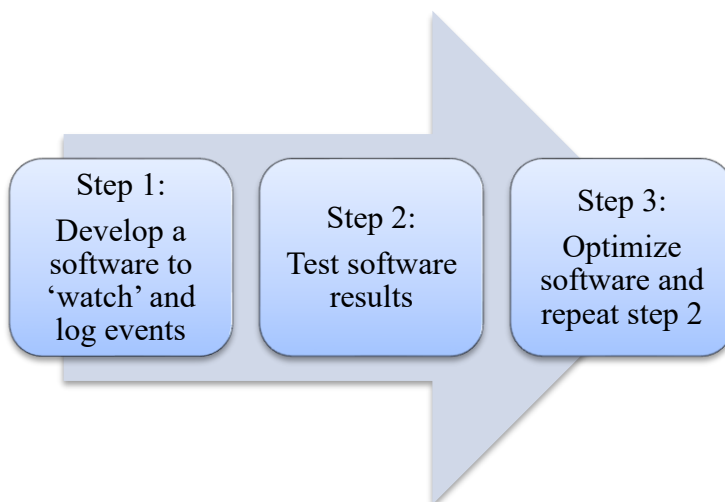 Step 1:
Develop a
software to
‘watch’ and
log events
Step 2:
Test software
results
Step 3:
Optimize
software and
repeat step 2